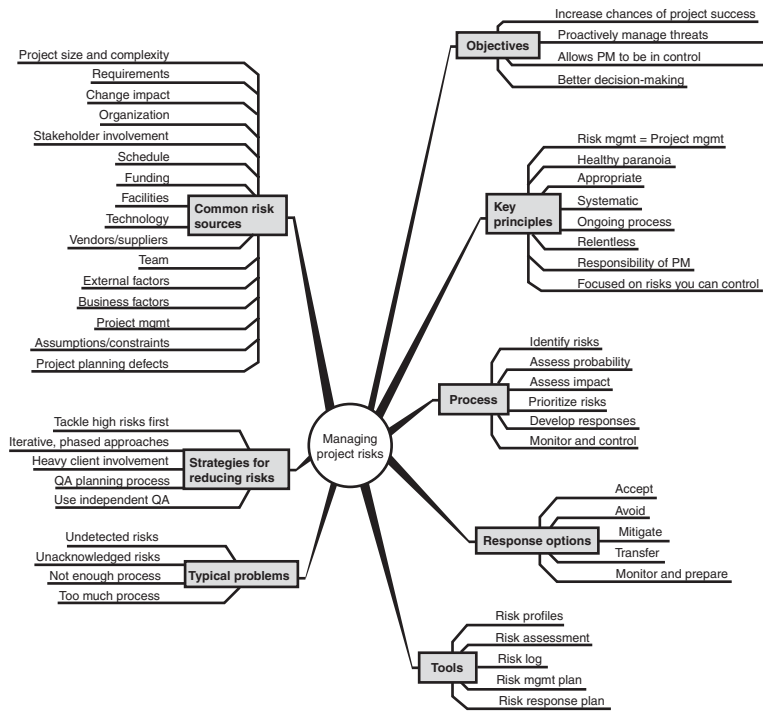 Increase chances of project success
Proactively manage threats
Objectives
Allows PM to be in control
Better decision-making
Project size and complexity
Requirements
Change impact
Organization
Stakeholder involvement
Schedule
Funding
Facilities
Technology
Vendors/suppliers
Team
External factors
Business factors
Project mgmt
Assumptions/constraints
Project planning defects
Common risk
sources
Risk mgmt = Project mgmt
Healthy paranoia
Appropriate
Systematic
Ongoing process
Relentless
Responsibility of PM
Focused on risks you can control
Key
principles
Identify risks
Assess probability
Assess impact
Prioritize risks
Develop responses
Monitor and control
Process
Managing
project risks
Tackle high risks first
Iterative, phased approaches
Heavy client involvement
QA planning process
Use independent QA
Strategies for
reducing risks
Accept
Avoid
Mitigate
Transfer
Monitor and prepare
Response options
Undetected risks
Unacknowledged risks
Not enough process
Too much process
Typical problems
Risk profiles
Risk assessment
Risk log
Risk mgmt plan
Risk response plan
Tools